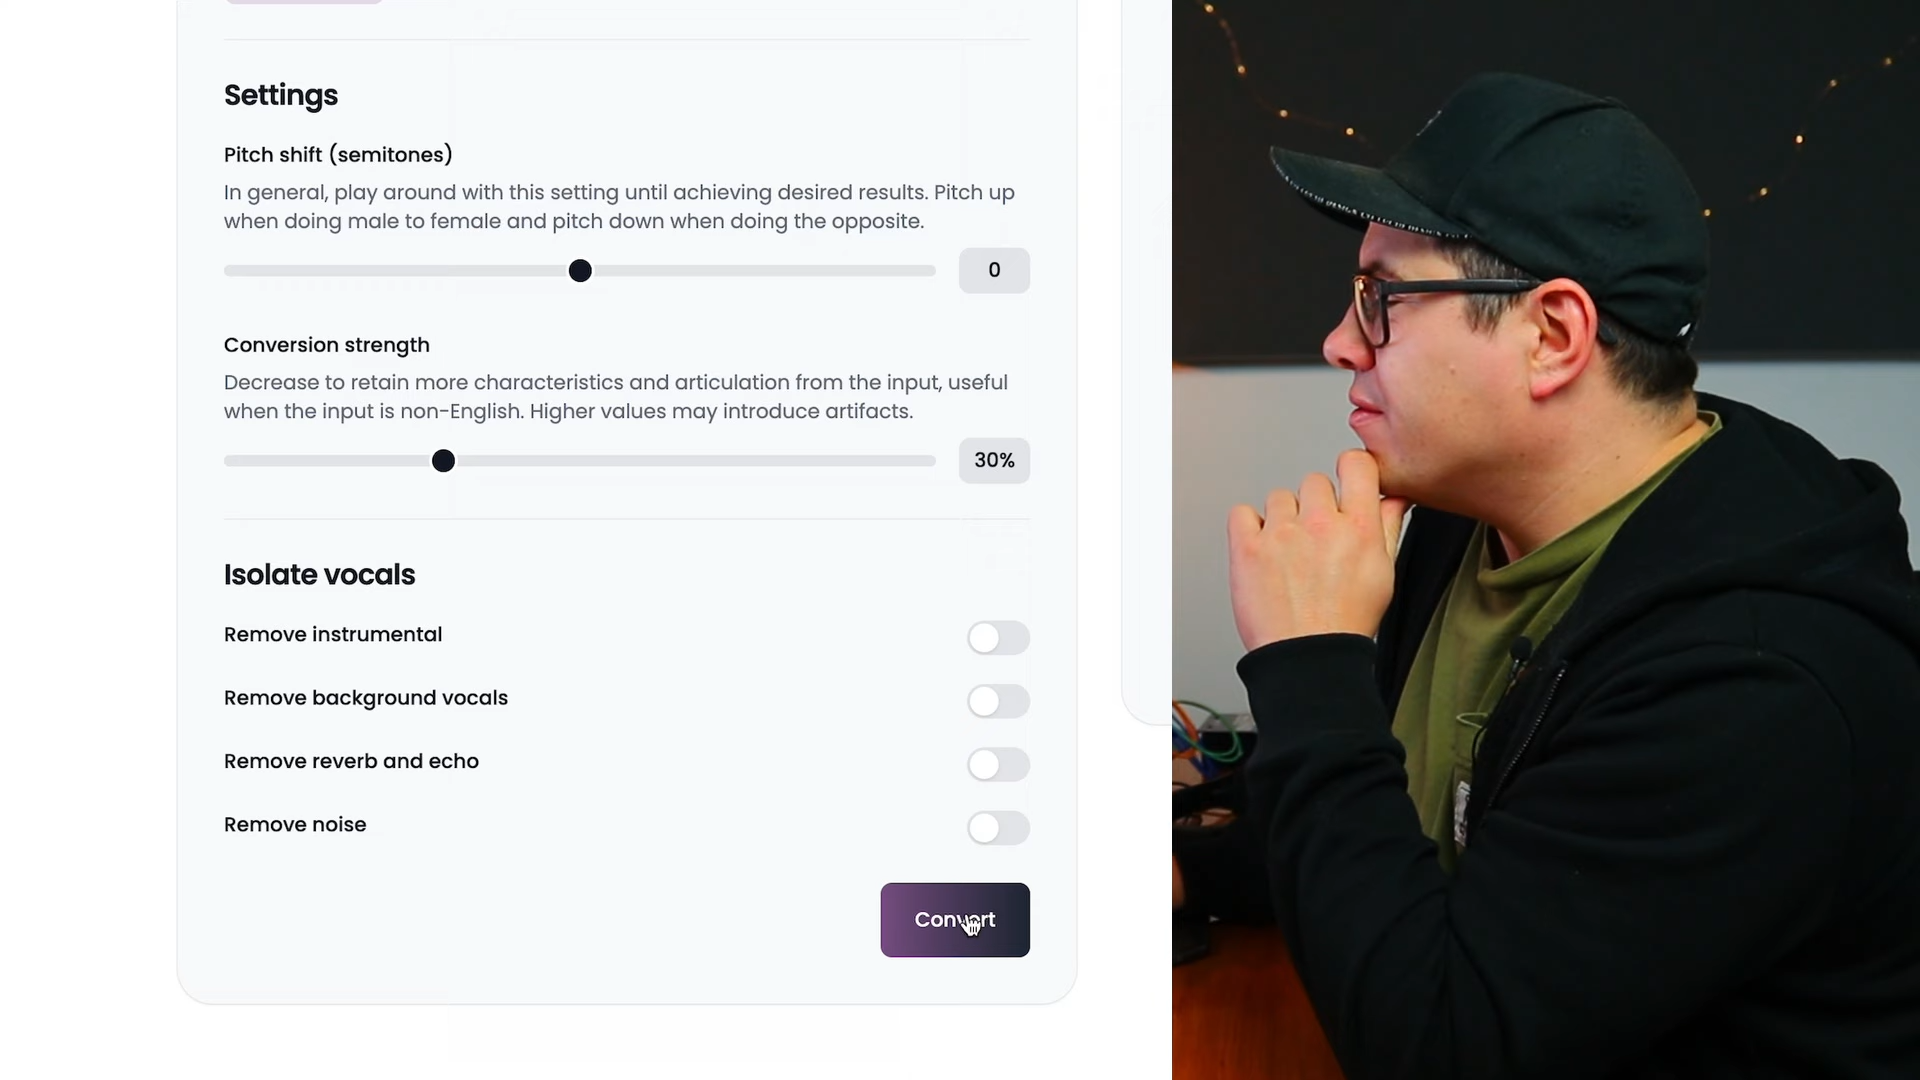 Settings
Pitch shift (semitones)
In general, play around with this setting until achieving desired results. Pitch up
when doing male to female and pitch down when doing the opposite.
0
Conversion strength
Decrease to retain more characteristics and articulation from the input, useful
when the input is non-English. Higher values may introduce artifacts.
30%
Isolate vocals
Remove instrumental
Remove background vocals
Remove reverb and echo
Remove noise
Convert